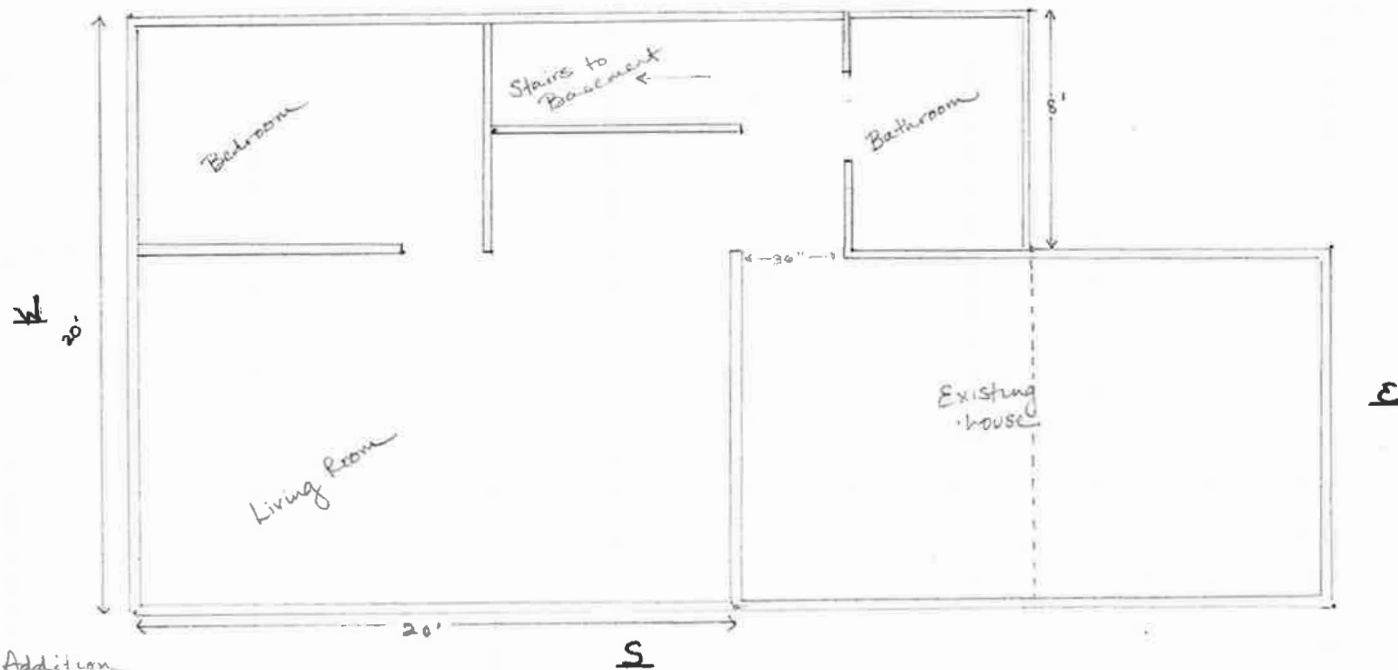 Stairs to
Basement
Bedroom
Bathroom
8'
36"
W
20'
Existing
house
E
Living Room
20'
S
Addition